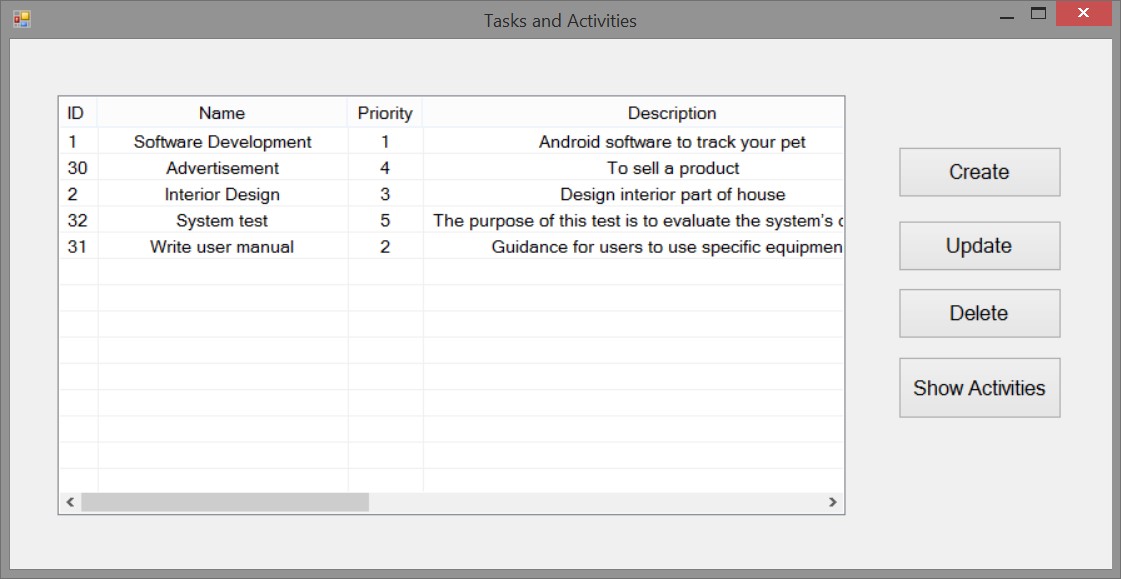 Tasks and Activities
ID Name Priority Description
1 Software Development 1 Android software to track your pet
30 Advertisement 4 To sell a product
2 Interior Design 3 Design interior part of house
32 System test 5 The purpose of this test is to evaluate the system's
31 Write user manual 2 Guidance for users to use specific
Create
Update
Delete
Show Activities